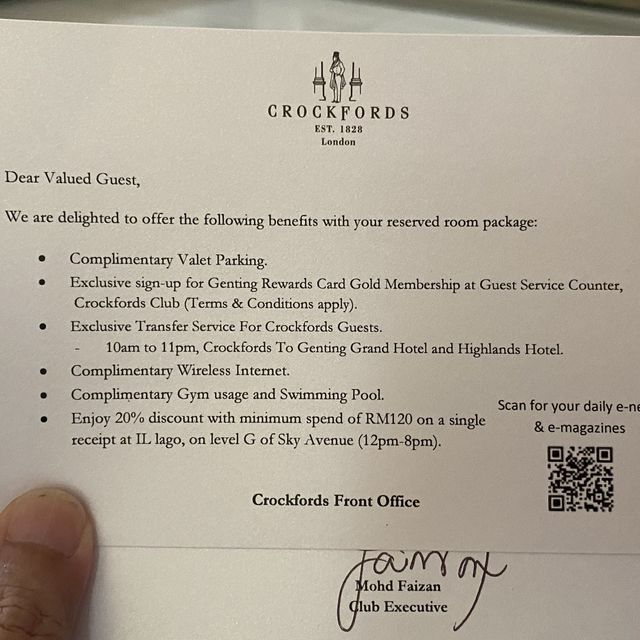 CROCKFORDS
EST. 1828
London
Dear Valued Guest,
We are delighted to offer the following benefits with your reserved room package:
• Complimentary Valet Parking.
• Exclusive sign-up for Genting Rewards Card Gold Membership at Guest Service Counter,
Crockfords Club (Terms & Conditions apply).
• Exclusive Transfer Service For Crockfords Guests.
- 10am to 11pm, Crockfords To Genting Grand Hotel and Highlands Hotel.
• Complimentary Wireless Internet.
• Complimentary Gym usage and Swimming Pool.
• Enjoy 20% discount with minimum spend of RM120 on a single
receipt at IL lago, on level G of Sky Avenue (12pm-8pm).
Scan for your daily e-ne
& e-magazines
Crockfords Front Office
Mohd Faizan
Club Executive